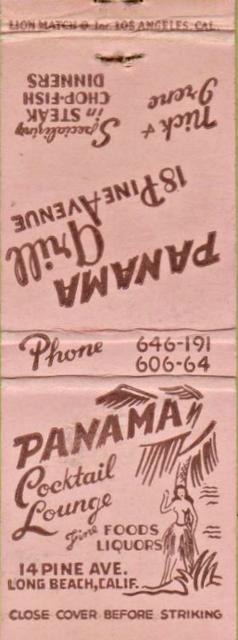 LION MATCH Co. Inc. LOS ANGELES, CAL.
Nick &
Irene
Specializing
in STEAK
CHOP-FISH
DINNERS
18 PINE AVENUE
PANAMA
Grill
Phone 646-191
606-64
PANAMA
Cocktail
Lounge
Fine FOODS
LIQUORS
14 PINE AVE.
LONG BEACH, CALIF.
CLOSE COVER BEFORE STRIKING